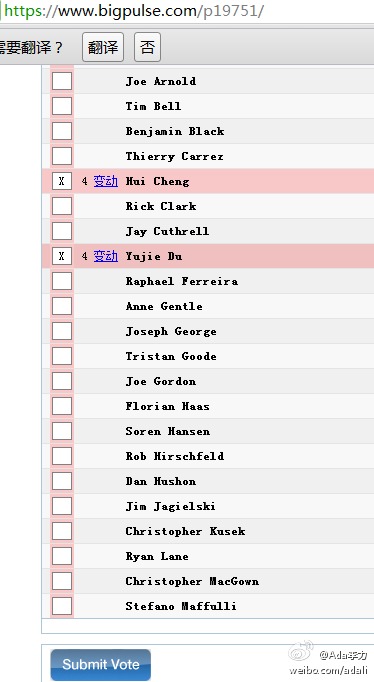 https://www.bigpulse.com/p19751/
需要翻译？ 翻译 否
Joe Arnold
Tim Bell
Benjamin Black
Thierry Carrez
X 4 变动 Hui Cheng
Rick Clark
Jay Cuthrell
X 4 变动 Yujie Du
Raphael Ferreira
Anne Gentle
Joseph George
Tristan Goode
Joe Gordon
Florian Haas
Soren Hansen
Rob Hirschfeld
Dan Hushon
Jim Jagielski
Christopher Kusek
Ryan Lane
Christopher MacGown
Stefano Maffulli
Submit Vote
@Ada李力
weibo.com/adali